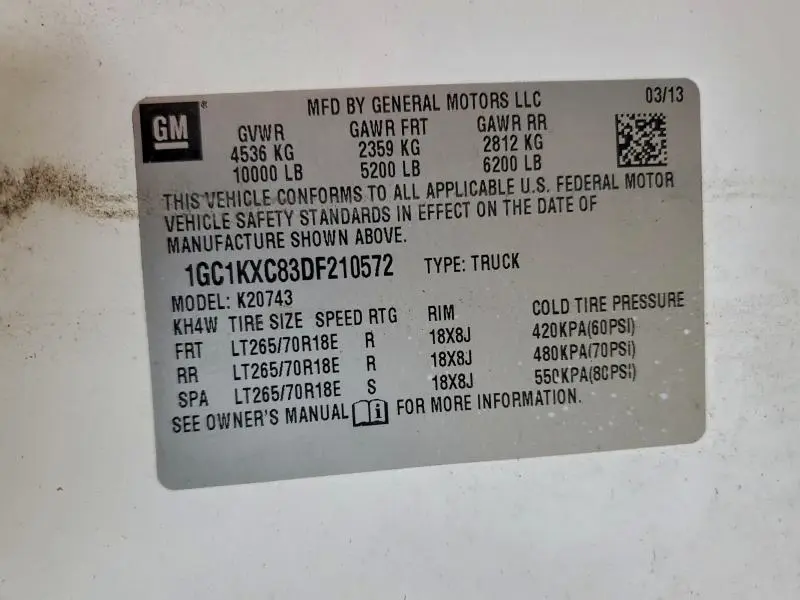 GM
MFD BY GENERAL MOTORS LLC 03/13
GVWR GAWR FRT GAWR RR
4536 KG 2359 KG 2812 KG
10000 LB 5200 LB 6200 LB
THIS VEHICLE CONFORMS TO ALL APPLICABLE U.S. FEDERAL MOTOR
VEHICLE SAFETY STANDARDS IN EFFECT ON THE DATE OF
MANUFACTURE SHOWN ABOVE.
1GC1KXC83DF210572 TYPE: TRUCK
MODEL: K20743
KH4W TIRE SIZE SPEED RTG RIM COLD TIRE PRESSURE
FRT LT265/70R18E R 18X8J 420KPA(60PSI)
RR LT265/70R18E R 18X8J 480KPA(70PSI)
SPA LT265/70R18E S 18X8J 550KPA(80PSI)
SEE OWNER'S MANUAL FOR MORE INFORMATION.